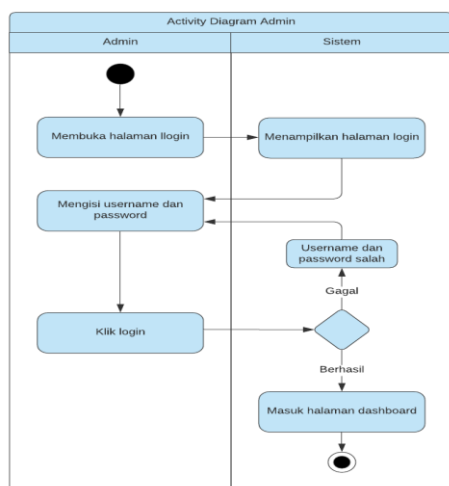 Activity Diagram Admin
Admin
Sistem
Membuka halaman llogin
Menampilkan halaman login
Mengisi username dan
password
Username dan
password salah
Gagal
Klik login
Berhasil
Masuk halaman dashboard